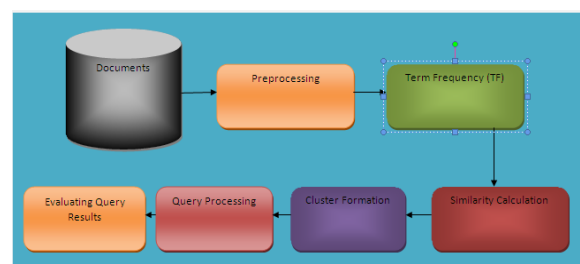 Documents
Preprocessing
Term Frequency (TF)
Similarity Calculation
Cluster Formation
Query Processing
Evaluating Query
Results